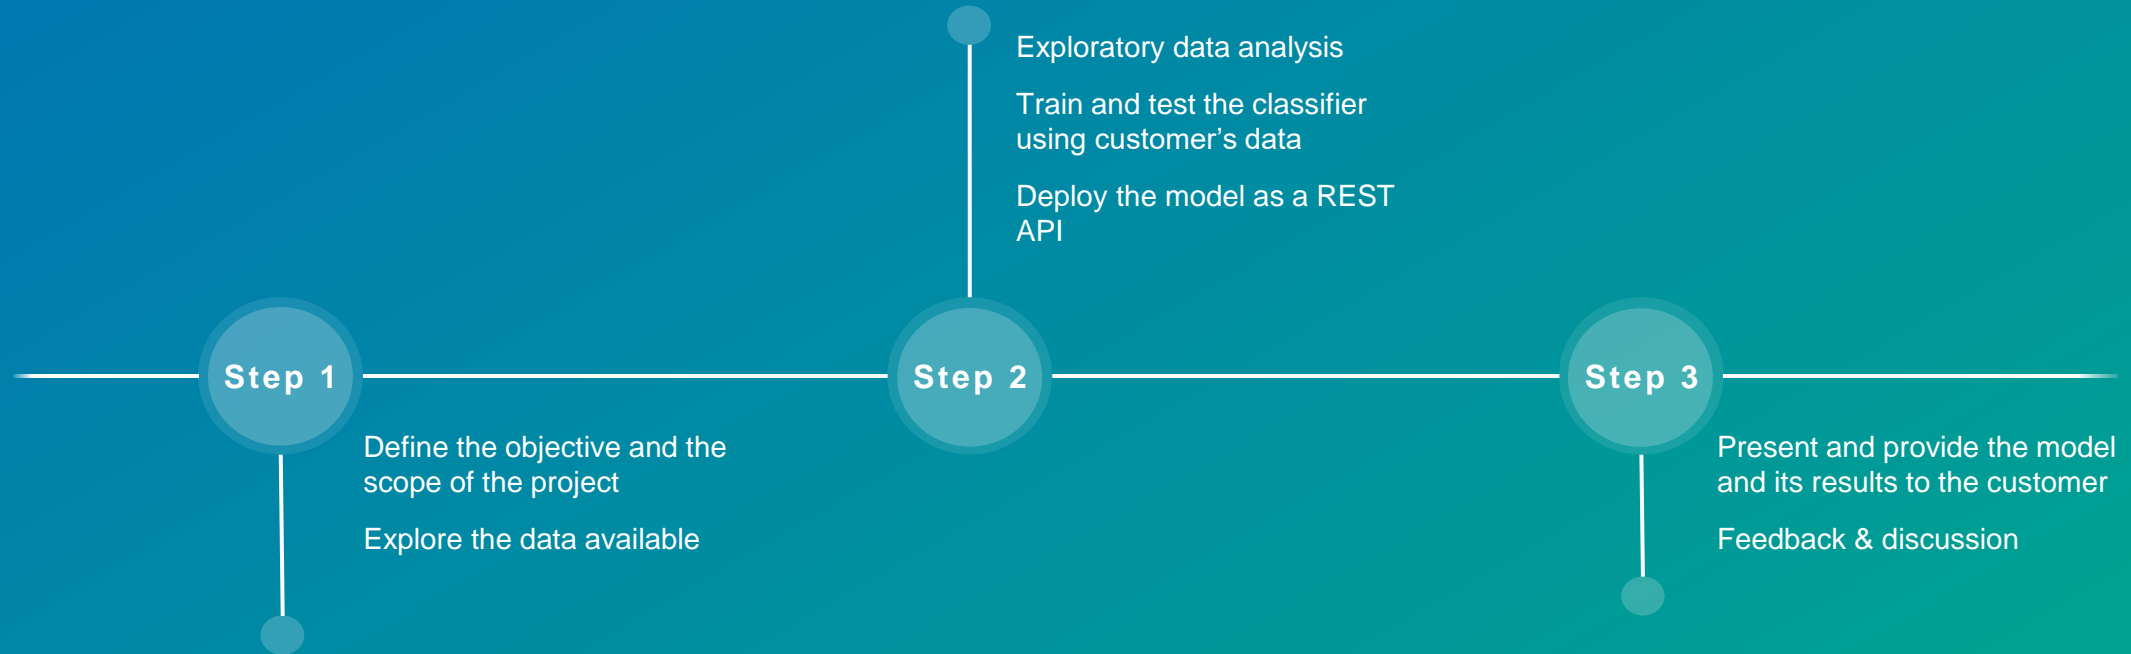 Step 1
Define the objective and the
scope of the project
Explore the data available
Step 2
Exploratory data analysis
Train and test the classifier
using customer’s data
Deploy the model as a REST
API
Step 3
Present and provide the model
and its results to the customer
Feedback & discussion